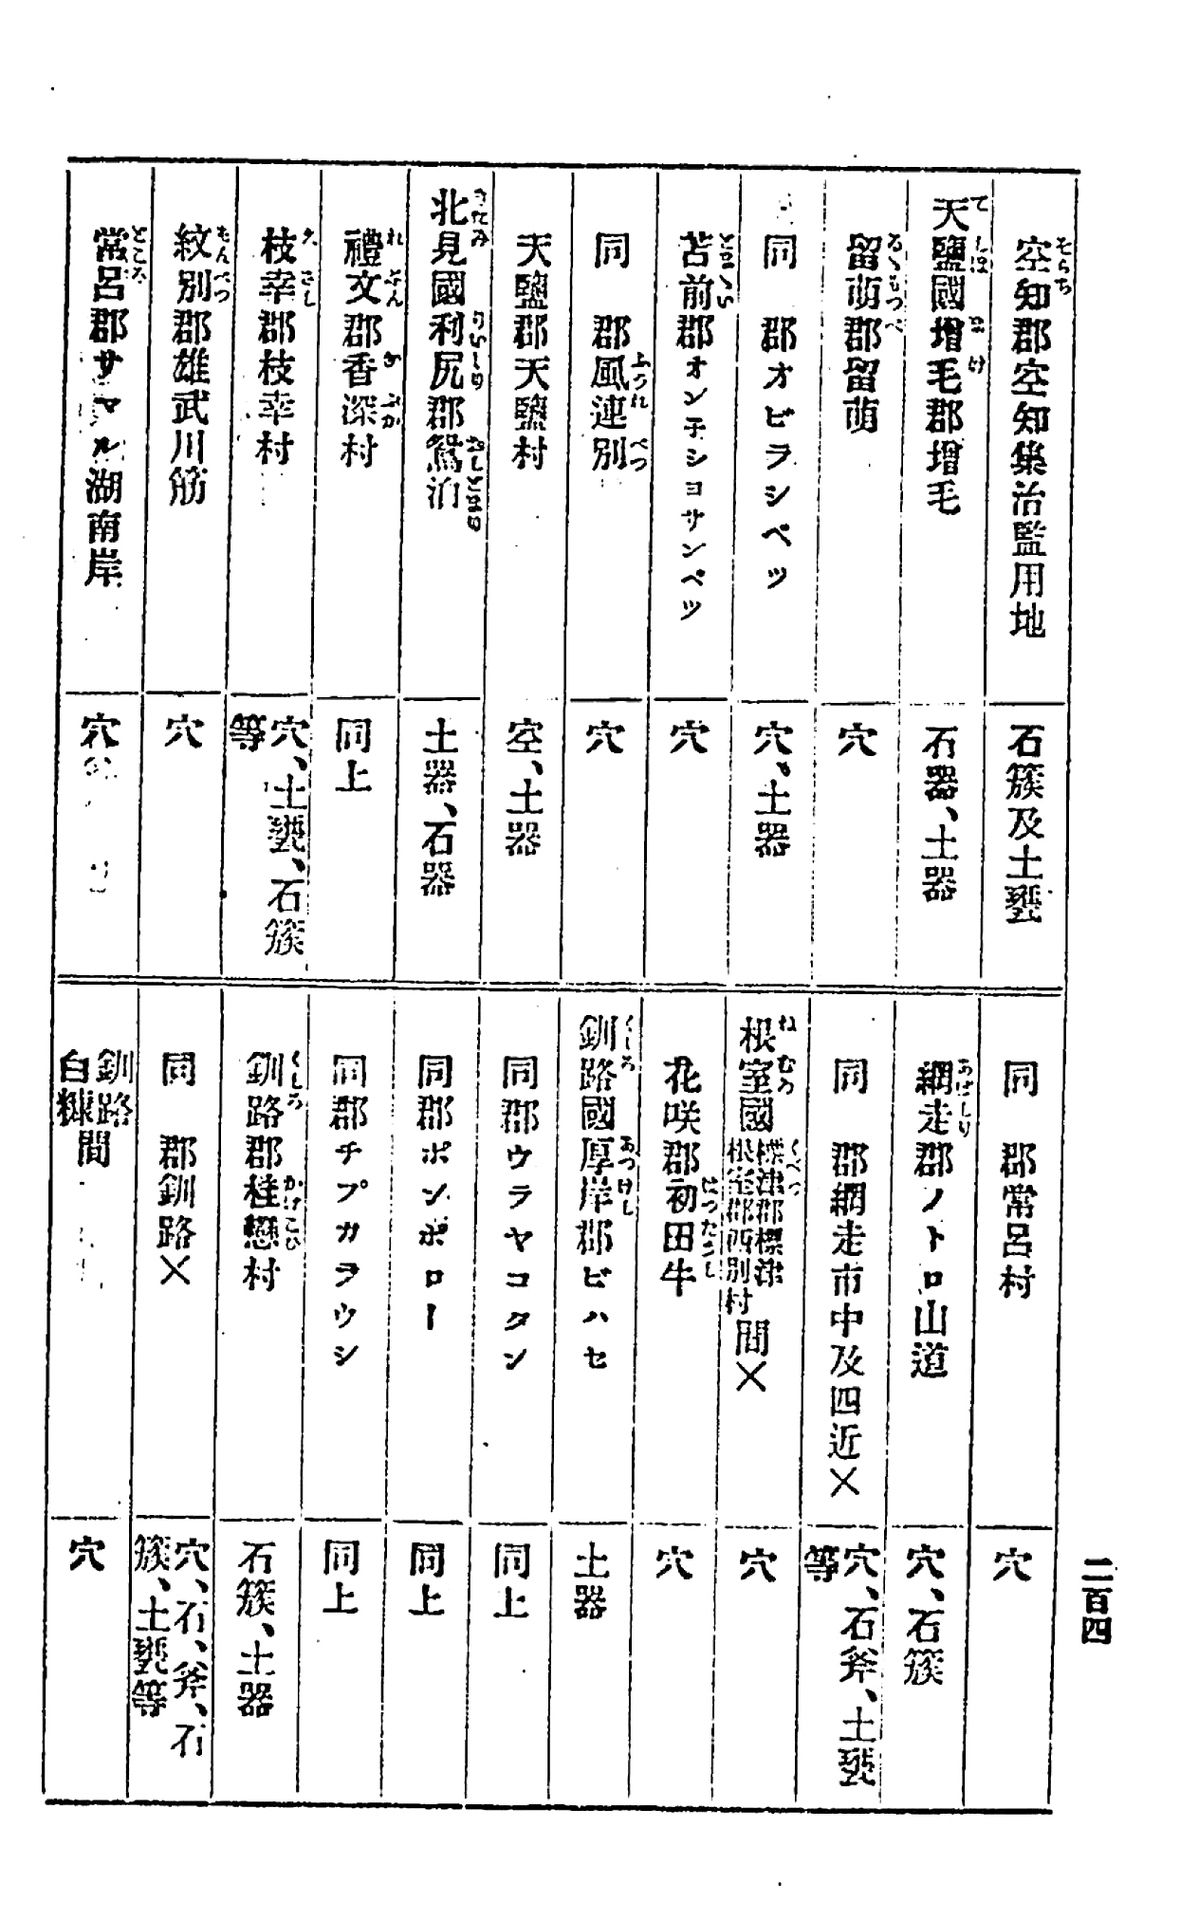 空知郡空知集治監用地
石簇及土甕
天鹽國增毛郡增毛
石器、土器
留萠郡留萠
穴
同 郡オビラシペツ
穴、土器
苫前郡オンネシヨサンペツ
穴
同 郡風連別
穴
天鹽郡天鹽村
空、土器
北見國利尻郡鴛泊
土器、石器
禮文郡香深村
同上
枝幸郡枝幸村
穴、土甕、石簇
等
紋別郡雄武川筋
穴
常呂郡サマル湖南岸
穴
同 郡常呂村
穴
網走郡ノトロ山道
穴、石簇
同 郡網走市中及四近×
穴、石斧、土甕
等
根室國標津郡標津
根室郡西別村間×
穴
花咲郡初田牛
穴
釧路國厚岸郡ビハセ
土器
同郡ウラヤコタン
同上
同郡ポンポロー
同上
同郡チプカラウシ
同上
釧路郡桂戀村
石簇、土器
同 郡釧路×
穴、石、斧、石
簇、土甕等
釧路
白糠間
穴
二百四